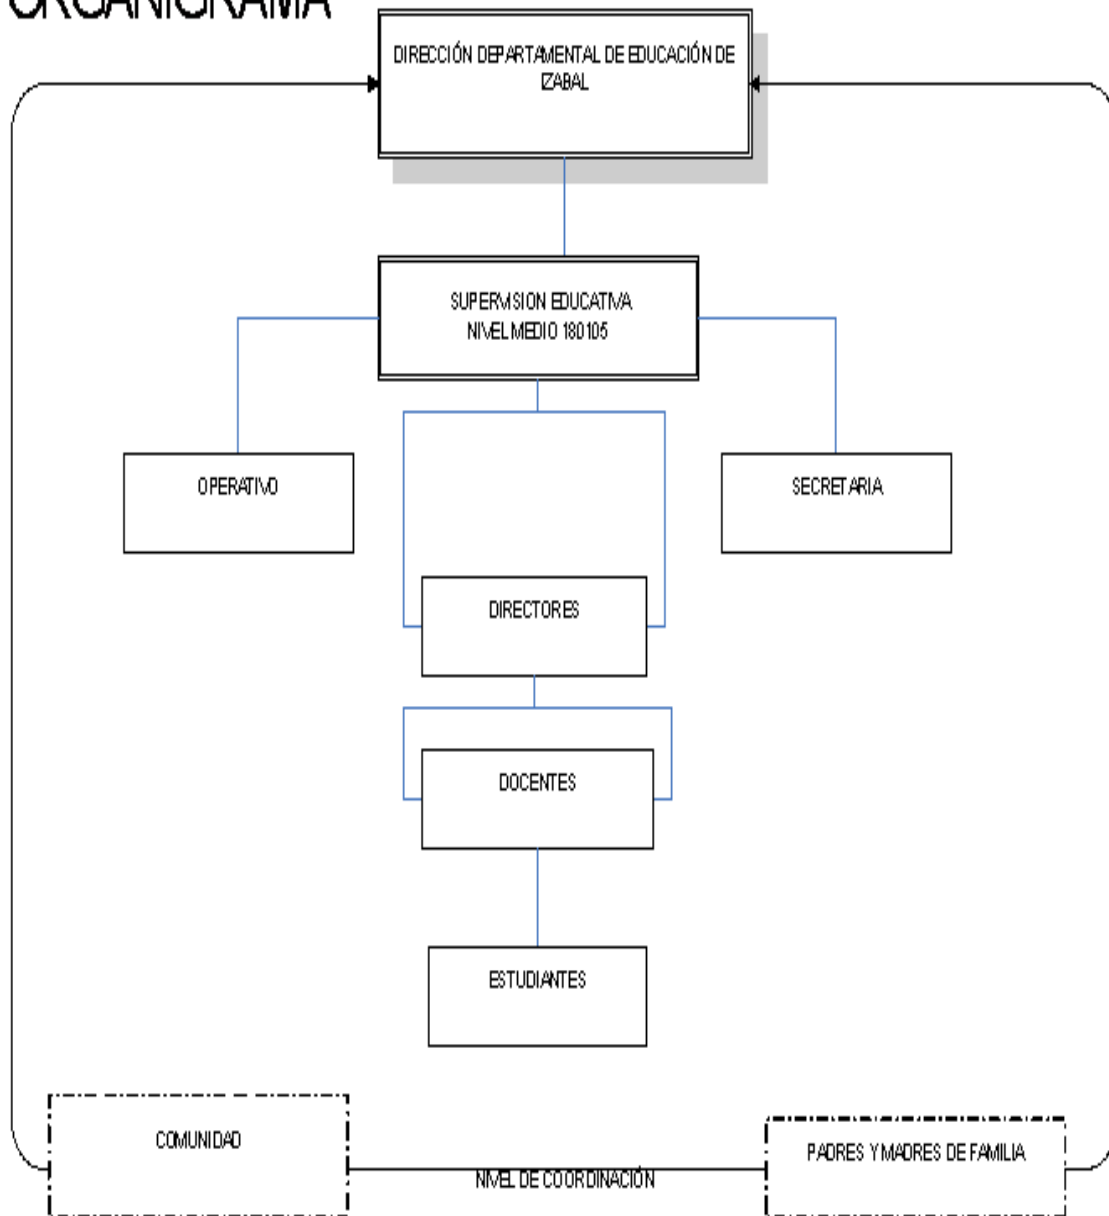 ORGANIGRAMA
DIRECCIÓN DEPARTAMENTAL DE EDUCACIÓN DE
IZABAL
SUPERVISION EDUCATIVA
NIVEL MEDIO 180105
OPERATIVO
SECRETARIA
DIRECTORES
DOCENTES
ESTUDIANTES
COMUNIDAD
PADRES Y MADRES DE FAMILIA
NIVEL DE COORDINACIÓN